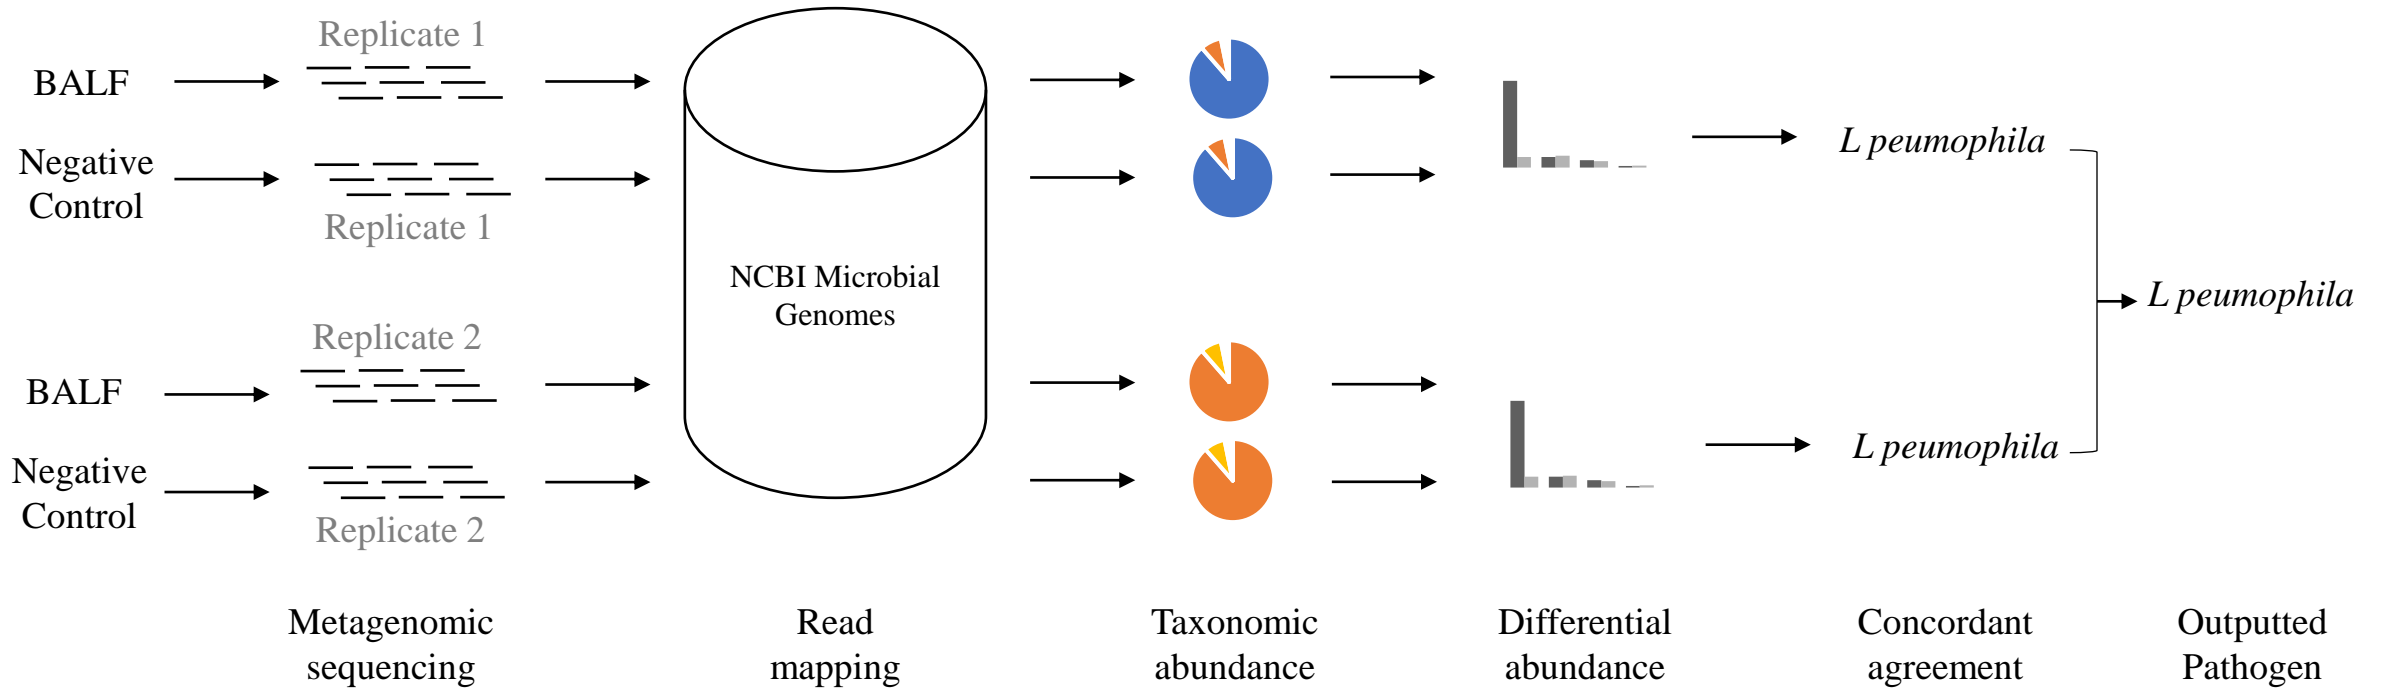 Replicate 1
BALF
Negative
Control
Replicate 1
NCBI Microbial
Genomes
L peumophila
L peumophila
Replicate 2
BALF
Negative
Control
Replicate 2
L peumophila
Metagenomic
sequencing
Read
mapping
Taxonomic
abundance
Differential
abundance
Concordant
agreement
Outputted
Pathogen